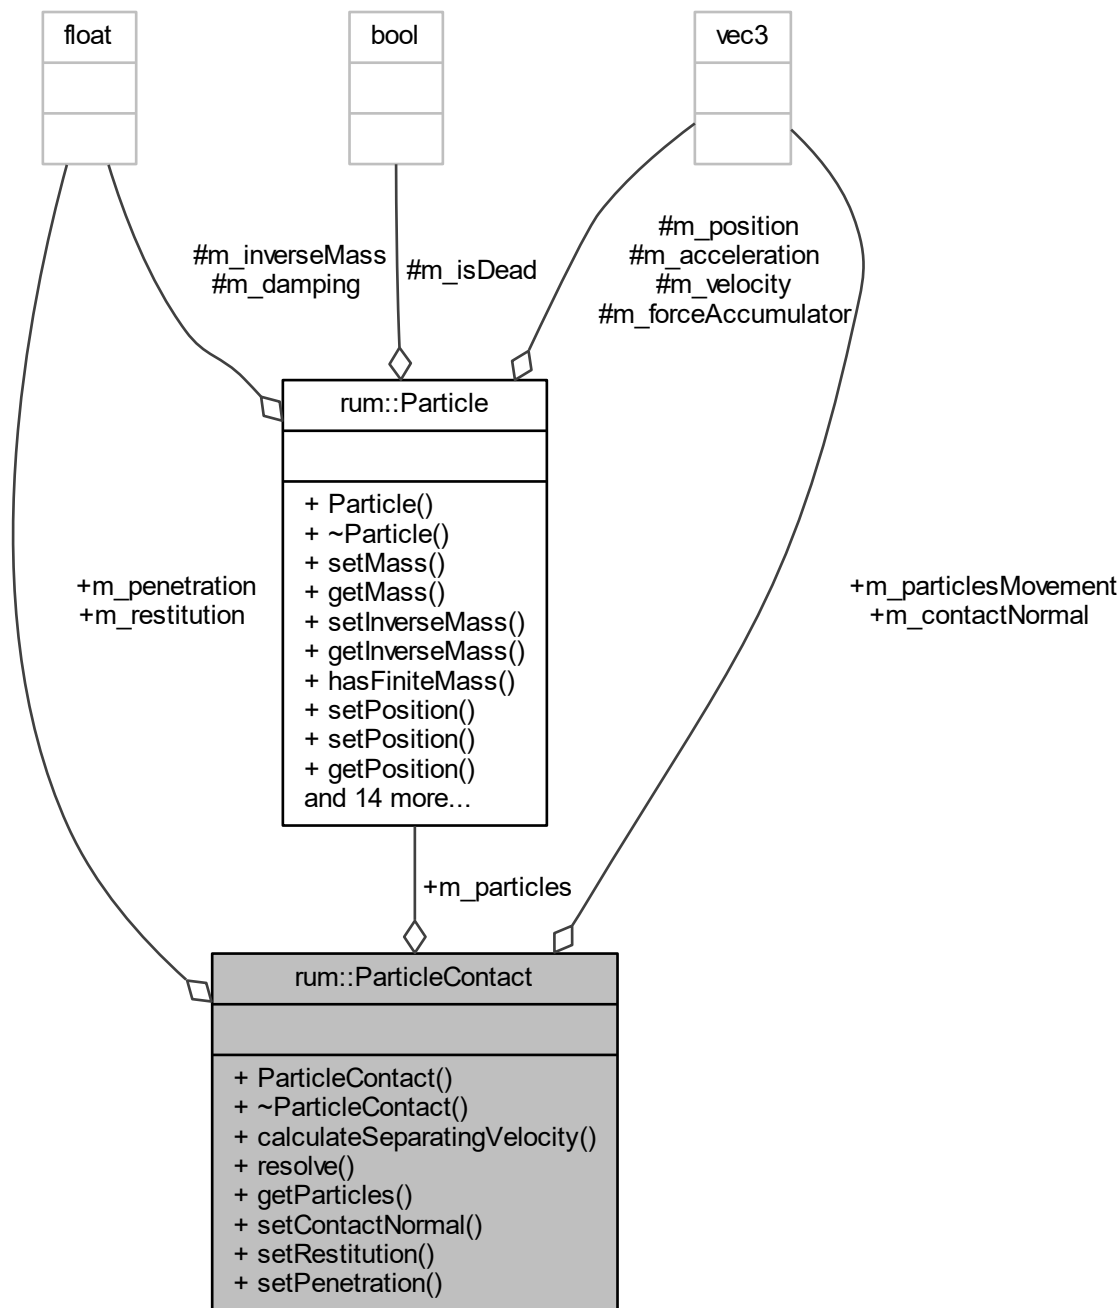 float
bool
vec3
#m_inverseMass
#m_damping
#m_isDead
#m_position
#m_acceleration
#m_velocity
#m_forceAccumulator
rum::Particle
+ Particle()
+ ~Particle()
+ setMass()
+ getMass()
+ setInverseMass()
+ getInverseMass()
+ hasFiniteMass()
+ setPosition()
+ setPosition()
+ getPosition()
and 14 more...
+m_penetration
+m_restitution
+m_particlesMovement
+m_contactNormal
+m_particles
rum::ParticleContact
+ ParticleContact()
+ ~ParticleContact()
+ calculateSeparatingVelocity()
+ resolve()
+ getParticles()
+ setContactNormal()
+ setRestitution()
+ setPenetration()